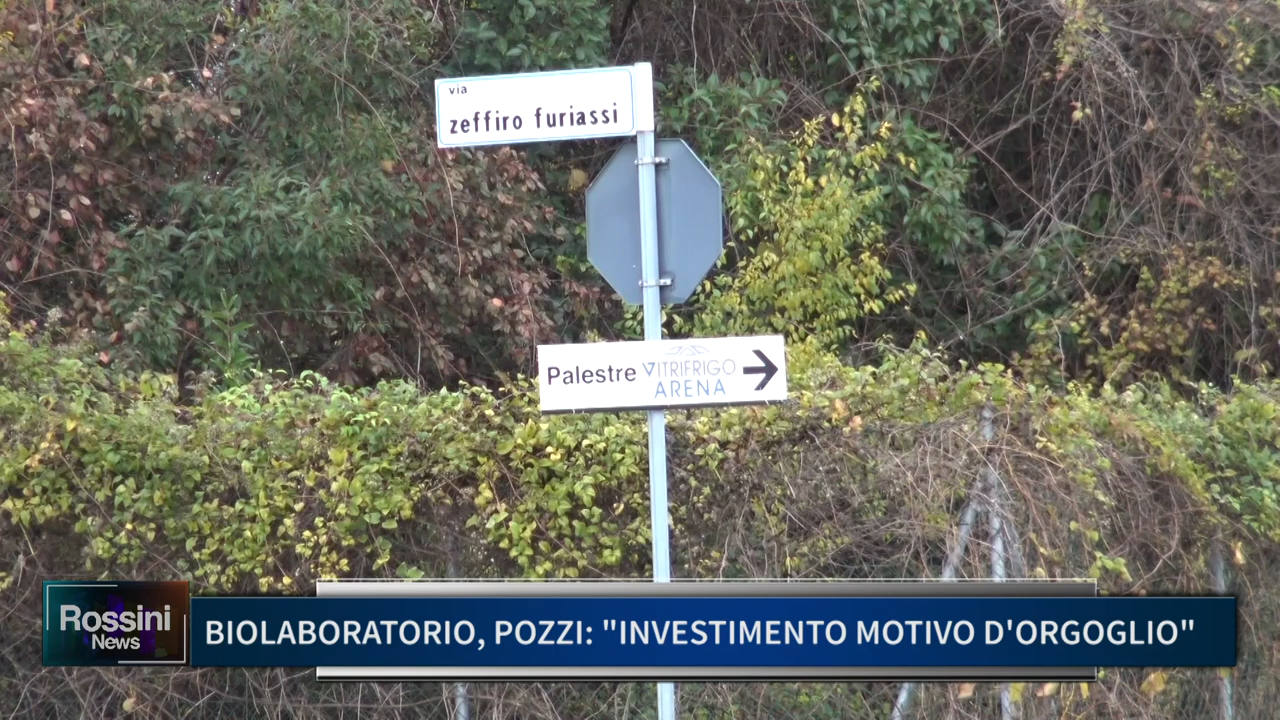 via
zeffiro furiassi
Palestre VITRIFRIGO
ARENA
Rossini
News
BIOLABORATORIO, POZZI: "INVESTIMENTO MOTIVO D'ORGOGLIO"